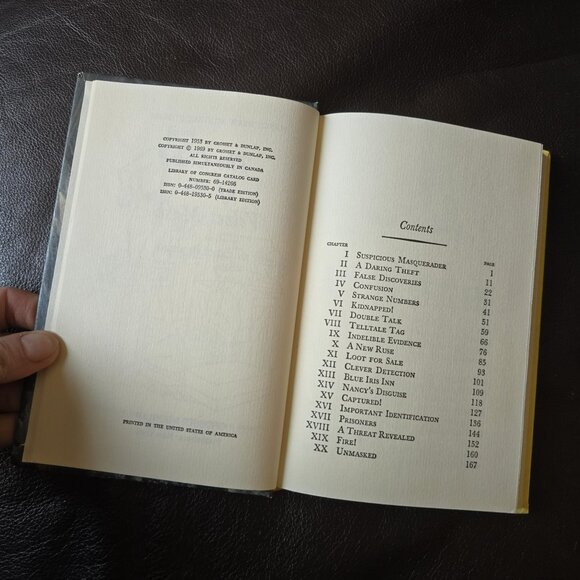 COPYRIGHT 1953 BY GROSSET & DUNLAP, INC.
COPYRIGHT © 1969 BY GROSSET & DUNLAP, INC.
ALL RIGHTS RESERVED
PUBLISHED SIMULTANEOUSLY IN CANADA
LIBRARY OF CONGRESS CATALOG CARD
NUMBER: 69-14166
ISBN: 0-448-09530-0 (TRADE EDITION)
ISBN: 0-448-19530-5 (LIBRARY EDITION)
PRINTED IN THE UNITED STATES OF AMERICA
Contents
CHAPTER PAGE
I SUSPICIOUS MASQUERADER 1
II A DARING THEFT 11
III FALSE DISCOVERIES 22
IV CONFUSION 31
V STRANGE NUMBERS 41
VI KIDNAPPED! 51
VII DOUBLE TALK 59
VIII TELLTALE TAG 66
IX INDELIBLE EVIDENCE 76
X A NEW RUSE 85
XI LOOT FOR SALE 93
XII CLEVER DETECTION 101
XIII BLUE IRIS INN 109
XIV NANCY'S DISGUISE 118
XV CAPTURED! 127
XVI IMPORTANT IDENTIFICATION 136
XVII PRISONERS 144
XVIII A THREAT REVEALED 152
XIX FIRE! 160
XX UNMASKED 167